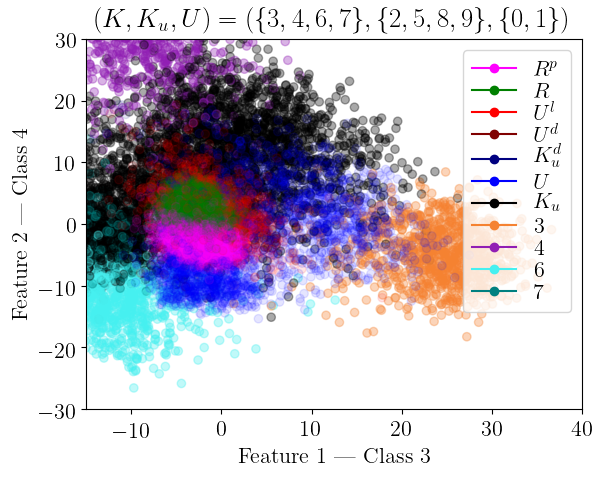 (K, K_u, U) = ({3, 4, 6, 7}, {2, 5, 8, 9}, {0, 1})
30
20
10
0
−10
−20
−30
Feature 2 — Class 4
R^p
R
U^l
U^d
K_u^d
U
K_u
3
4
6
7
−10
0
10
20
30
40
Feature 1 — Class 3